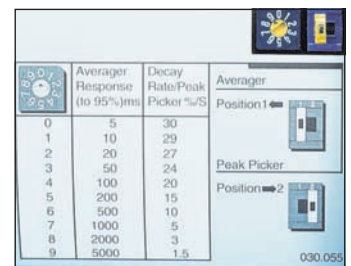 Averager Response (to 95%)ms
Decay Rate/Peak Picker %/S
0 5 30
1 10 29
2 20 27
3 50 24
4 100 20
5 200 15
6 500 10
7 1000 5
8 2000 3
9 5000 1.5
Averager
Position1
Peak Picker
Position 2
030.055